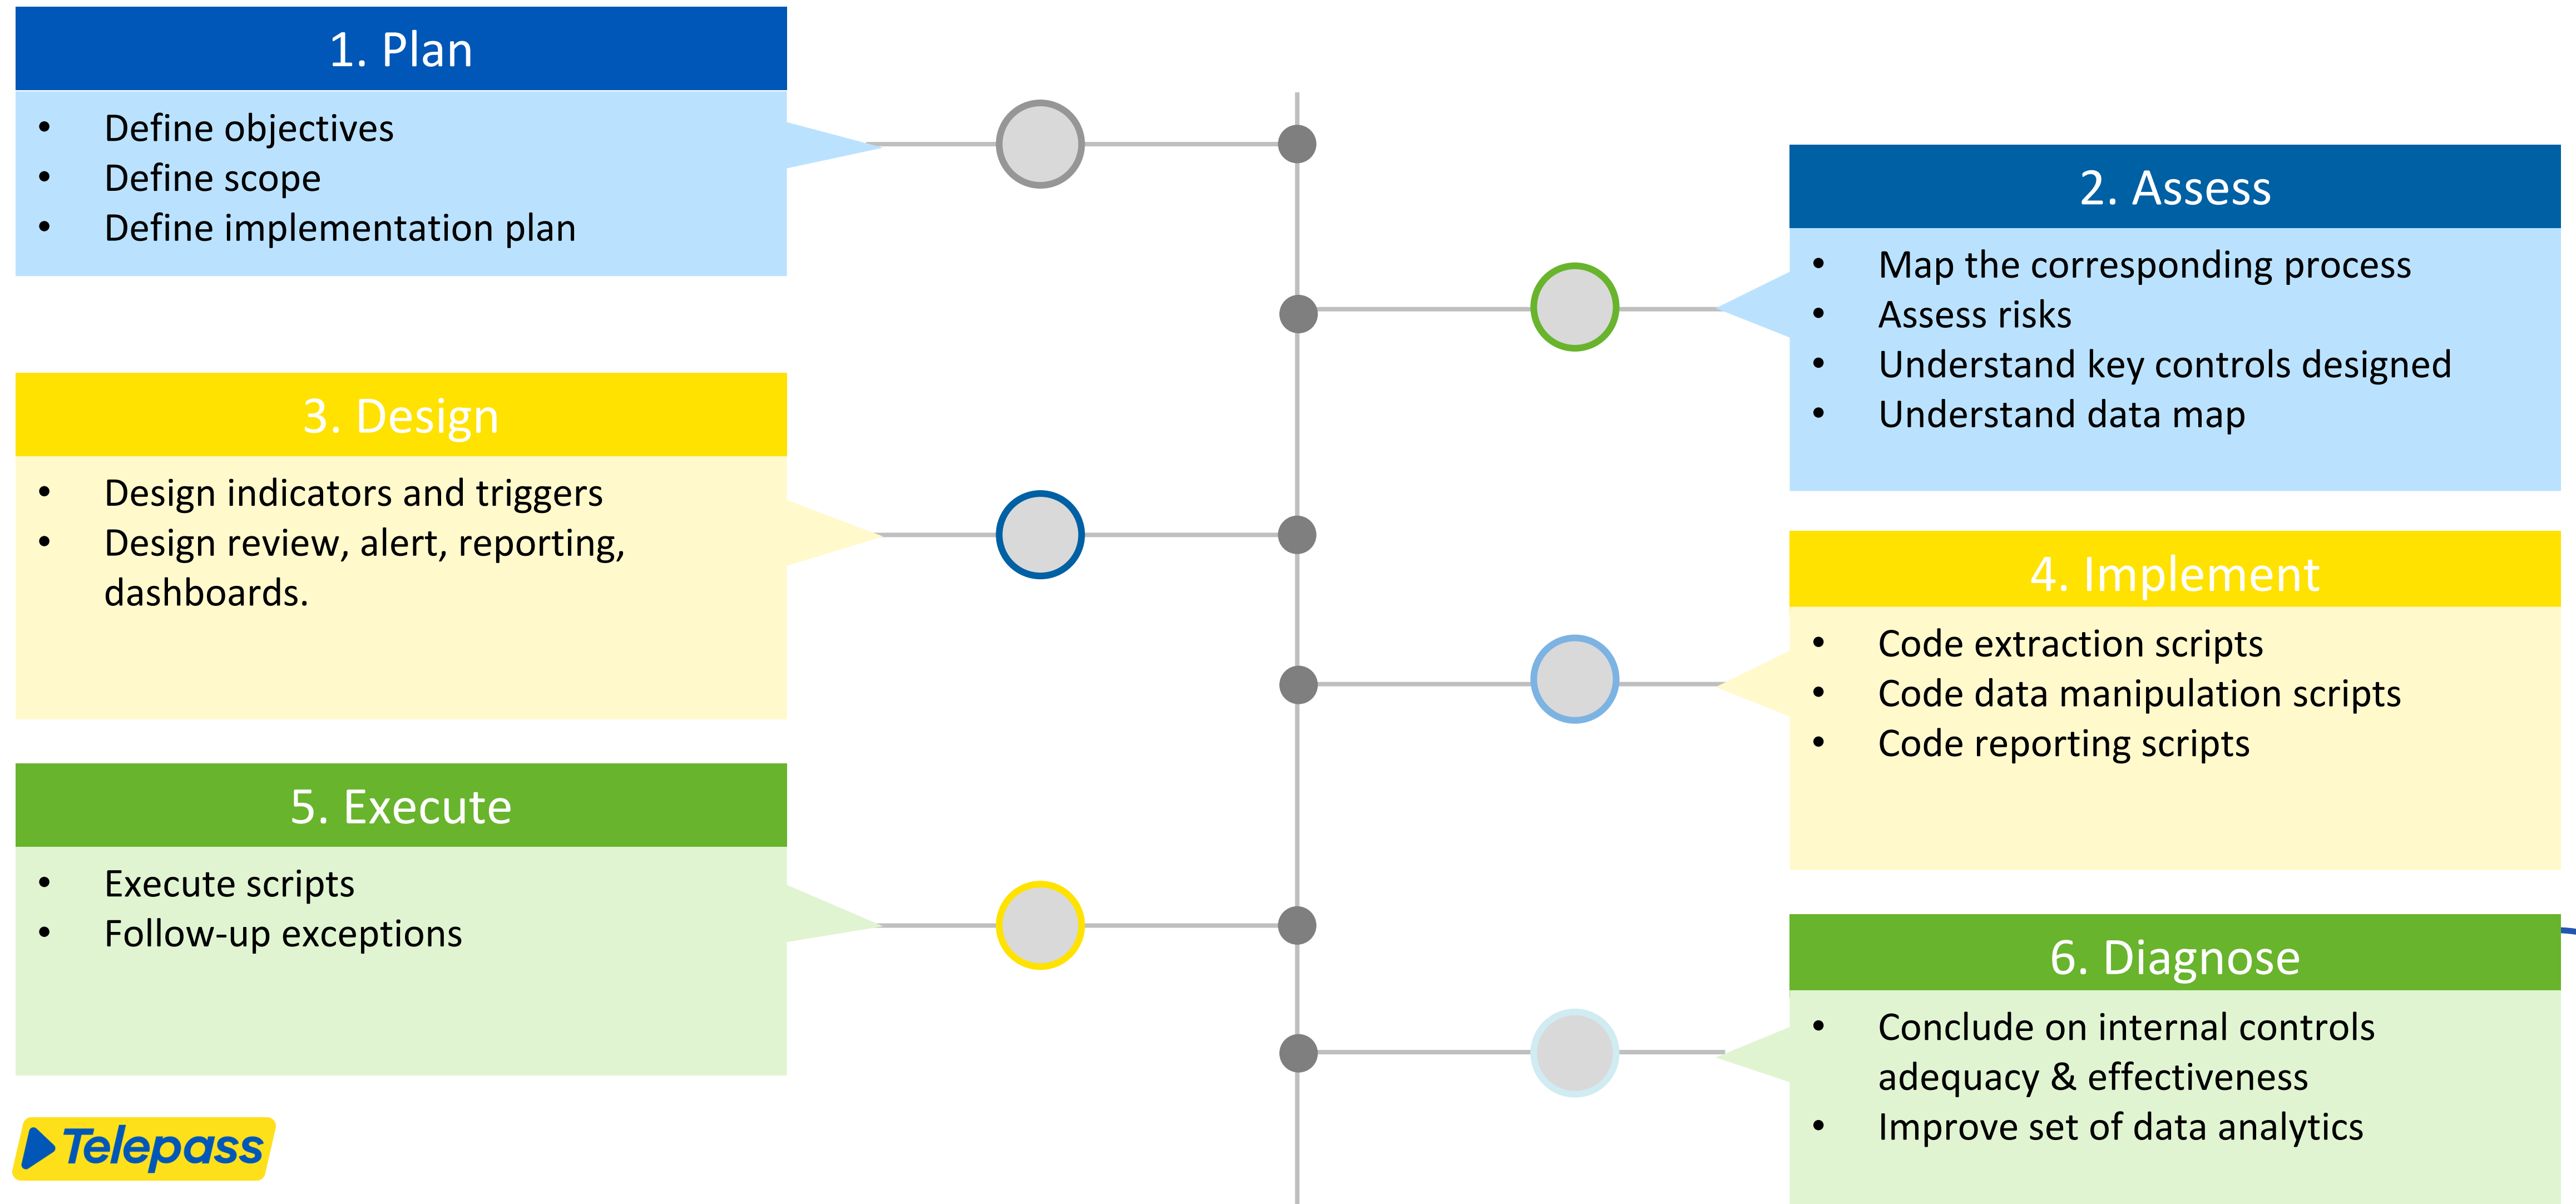 1. Plan
• Define objectives
• Define scope
• Define implementation plan
2. Assess
• Map the corresponding process
• Assess risks
• Understand key controls designed
• Understand data map
3. Design
• Design indicators and triggers
• Design review, alert, reporting,
dashboards.
4. Implement
• Code extraction scripts
• Code data manipulation scripts
• Code reporting scripts
5. Execute
• Execute scripts
• Follow-up exceptions
6. Diagnose
• Conclude on internal controls
adequacy & effectiveness
• Improve set of data analytics
Telepass